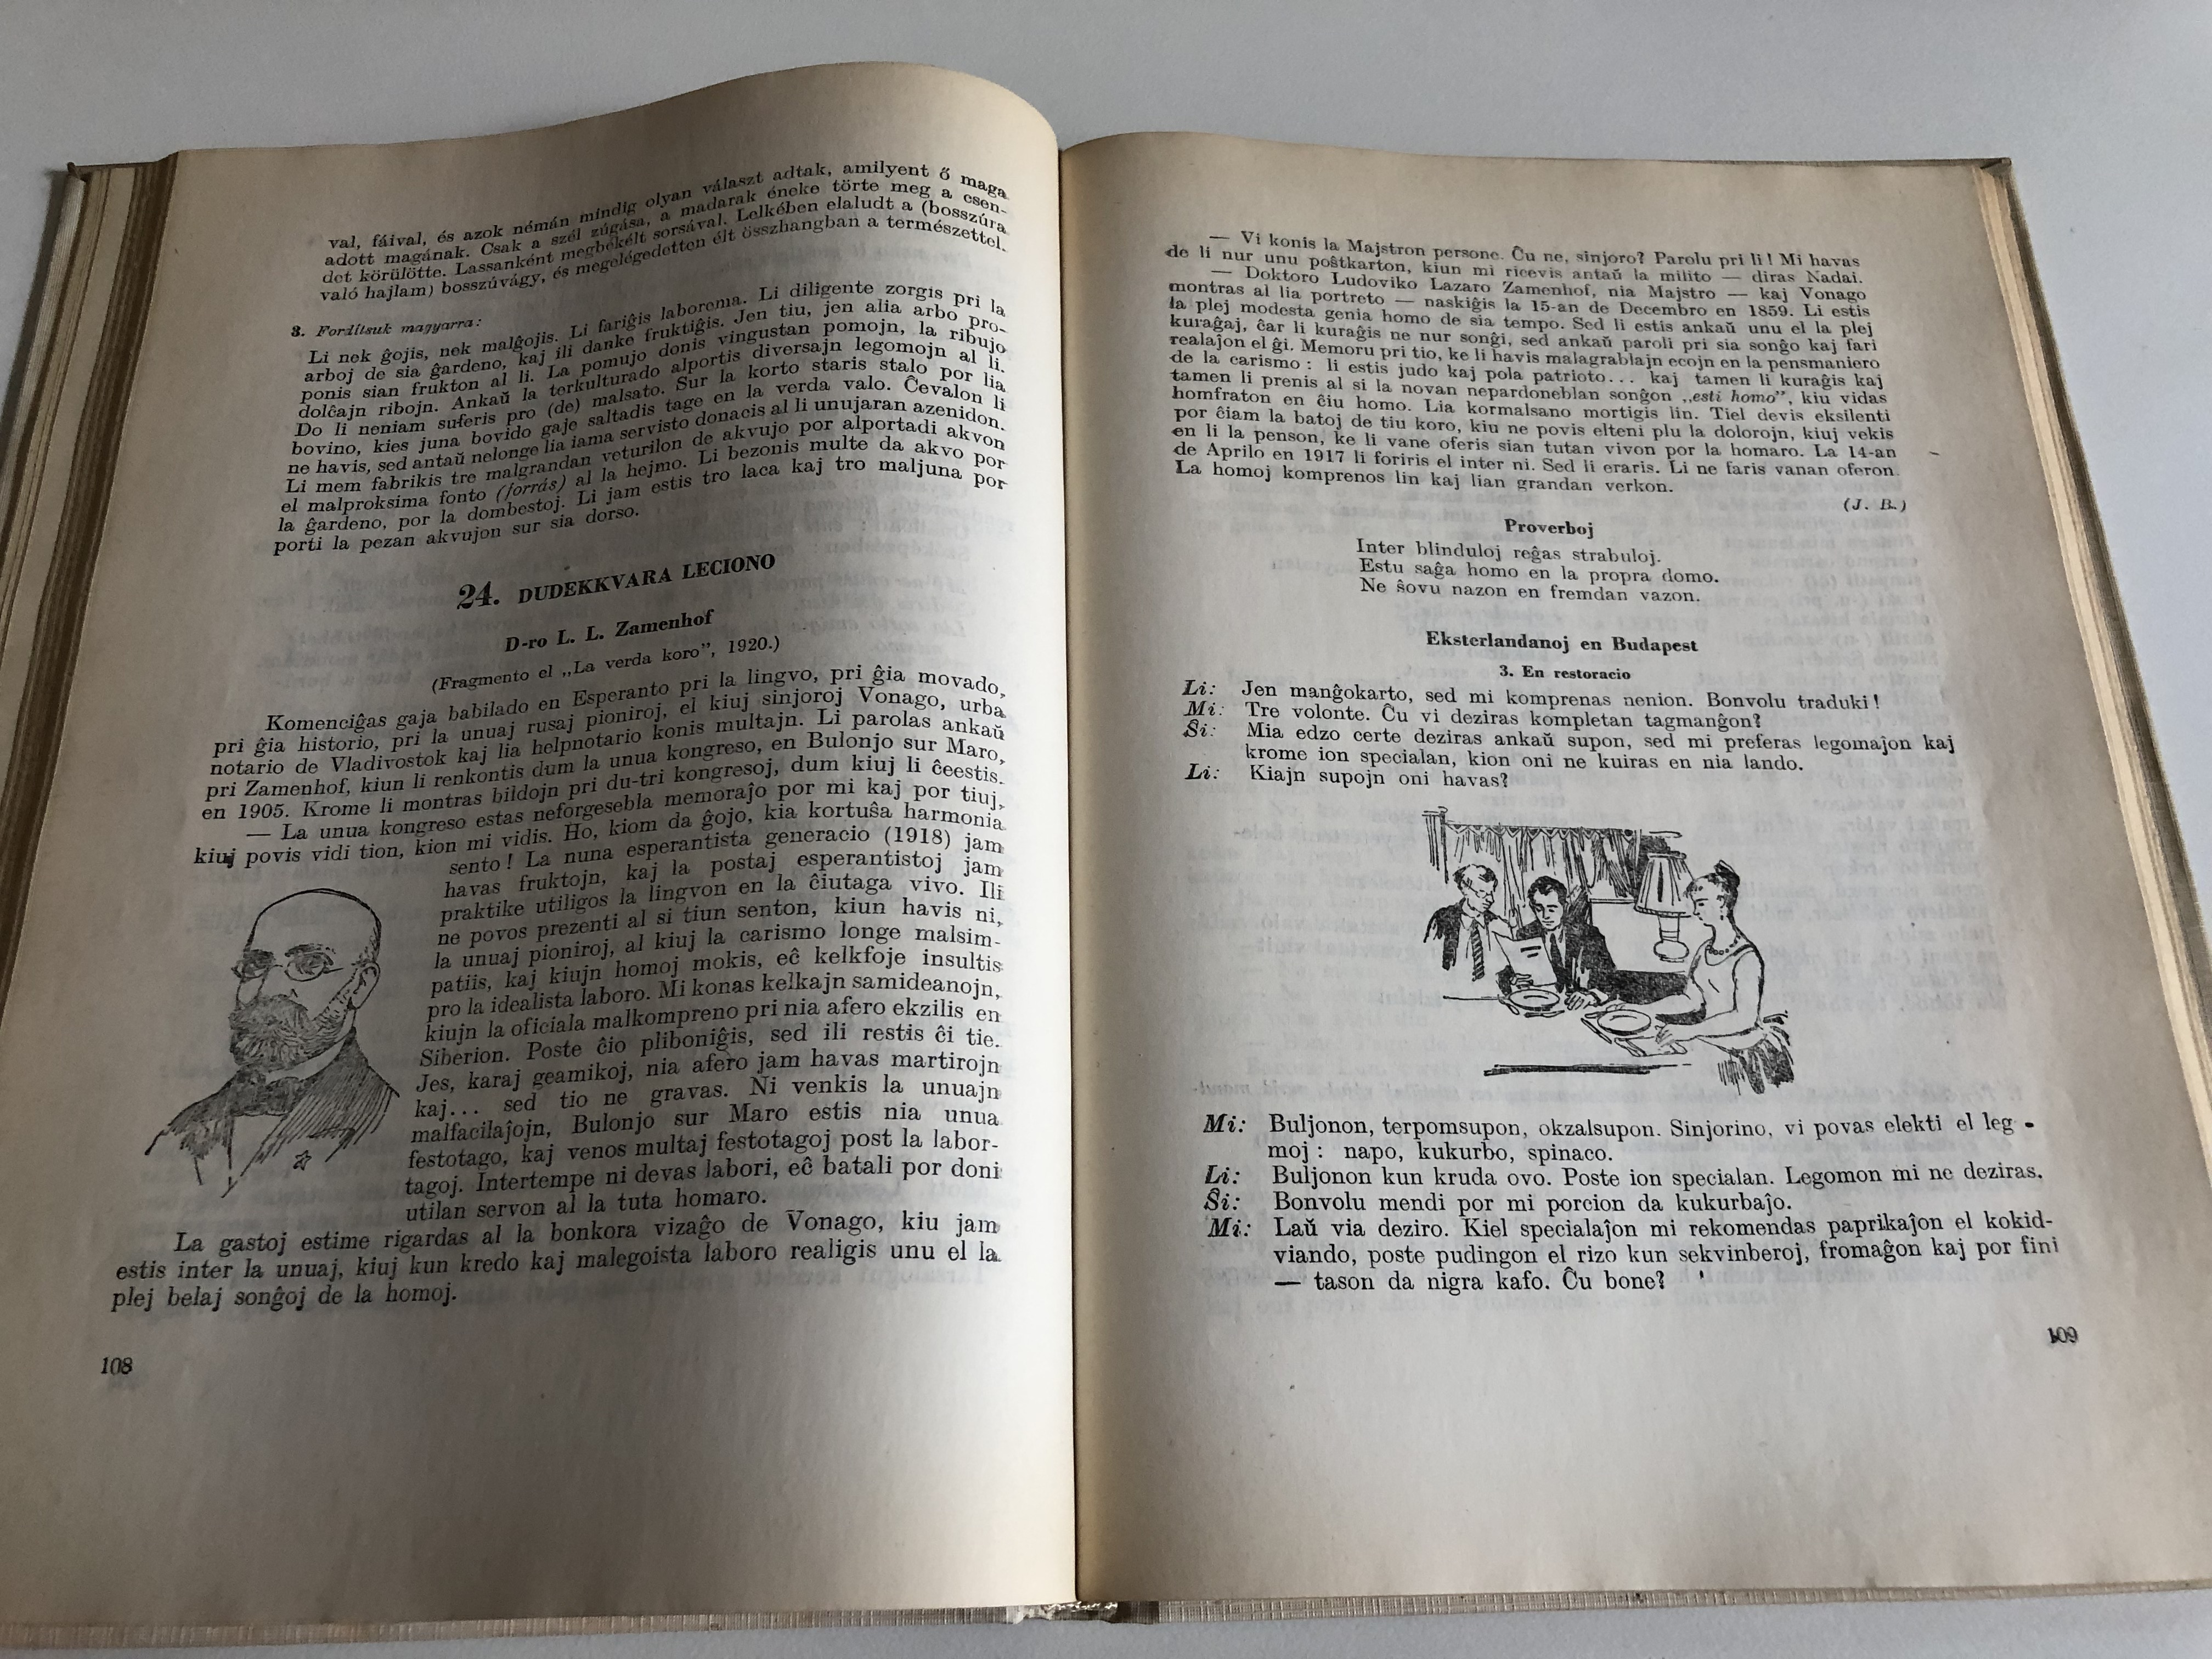 val, fáival, és azok némán mindig olyan választ adtak, amilyent ő maga
adott magának. Csak a szél zúgása, a madarak éneke törte meg a csen-
det körülötte. Lassanként megbékélt sorsával. Lelkében elaludt a (bosszúra
való hajlam) bosszúvágy, és megelégedetten élt összhangban a természettel.
3. Fordítsuk magyarra:
Li nek ĝojis, nek malĝojis. Li fariĝis laborema. Li diligente zorgis pri la
arboj de sia ĝardeno, kaj ili danke fruktiĝis. Jen tiu, jen alia arbo pro-
ponis sian frukton al li. La pomujo donis vingustan pomojn, la ribujo
dolĉajn ribojn. Ankaŭ la terkulturado alportis diversajn legomojn al li.
Do li neniam suferis pro (de) malsato. Sur la korto staris stalo por lia
bovino, kies juna bovido gaje saltadis tage en la verda valo. Ĉevalon li
ne havis, sed antaŭ nelonge lia iama servisto donacis al li unujaran azenidon.
Li mem fabrikis tre malgrandan veturilon de akvujo por alportadi akvon
el malproksima fonto (forrás) al la hejmo. Li bezonis multe da akvo por
la ĝardeno, por la dombestoj. Li jam estis tro laca kaj tro maljuna por
porti la pezan akvujon sur sia dorso.
24. DUDEKKVARA LECIONO
D-ro L. L. Zamenhof
(Fragmento el „La verda koro”, 1920.)
Komenciĝas gaja babilado en Esperanto pri la lingvo, pri ĝia movado,
pri ĝia historio, pri la unuaj rusaj pioniroj, el kiuj sinjoroj Vonago, urba
notario de Vladivostok kaj lia helpnotario konis multajn. Li parolas ankaŭ
pri Zamenhof, kiun li renkontis dum la unua kongreso, en Bulonjo sur Maro,
en 1905. Krome li montras bildojn pri du-tri kongresoj, dum kiuj li ĉeestis.
— La unua kongreso estas neforgesebla memoraĵo por mi kaj por tiuj,
kiuj povis vidi tion, kion mi vidis. Ho, kiom da ĝojo, kia kortuŝa harmonia
sento! La nuna esperantista generacio (1918) jam
havas fruktojn, kaj la postaj esperantistoj jam
praktike utiligos la lingvon en la ĉiutaga vivo. Ili
ne povos prezenti al si tiun senton, kiun havis ni,
la unuaj pioniroj, al kiuj la carismo longe malsim-
patiis, kaj kiujn homoj mokis, eĉ kelkfoje insultis
pro la idealista laboro. Mi konas kelkajn samideanojn,
kiujn la oficiala malkompreno pri nia afero ekzilis en
Siberion. Poste ĉio pliboniĝis, sed ili restis ĉi tie.
Jes, karaj geamikoj, nia afero jam havas martirojn
kaj... sed tio ne gravas. Ni venkis la unuajn
malfacilaĵojn, Bulonjo sur Maro estis nia unua
festotago, kaj venos multaj festotagoj post la labor-
tagoj. Intertempe ni devas labori, eĉ batali por doni
utilan servon al la tuta homaro.
La gastoj estime rigardas al la bonkora vizaĝo de Vonago, kiu jam
estis inter la unuaj, kiuj kun kredo kaj malegoista laboro realigis unu el la
plej belaj sonĝoj de la homoj.
108
— Vi konis la Majstron persone. Ĉu ne, sinjoro? Parolu pri li! Mi havas
de li nur unu poŝtkarton, kiun mi ricevis antaŭ la milito — diras Nadai.
— Doktoro Ludoviko Lazaro Zamenhof, nia Majstro — kaj Vonago
montras al lia portreto — naskiĝis la 15-an de Decembro en 1859. Li estis
la plej modesta genia homo de sia tempo. Sed li estis ankaŭ unu el la plej
kuraĝaj, ĉar li kuraĝis ne nur sonĝi, sed ankaŭ paroli pri sia sonĝo kaj fari
realaĵon el ĝi. Memoru pri tio, ke li havis malagrablajn ecojn en la pensmaniero
de la carismo: li estis judo kaj pola patrioto... kaj tamen li kuraĝis kaj
tamen li prenis al si la novan nepardoneblan sonĝon „esti homo”, kiu vidas
homfraton en ĉiu homo. Lia kormalsano mortigis lin. Tiel devis eksilenti
por ĉiam la batoj de tiu koro, kiu ne povis elteni plu la dolorojn, kiuj vekis
en li la penson, ke li vane oferis sian tutan vivon por la homaro. La 14-an
de Aprilo en 1917 li foriris el inter ni. Sed li eraris. Li ne faris vanan oferon.
La homoj komprenos lin kaj lian grandan verkon.
(J. B.)
Proverboj
Inter blinduloj reĝas strabuloj.
Estu saĝa homo en la propra domo.
Ne ŝovu nazon en fremdan vazon.
Eksterlandanoj en Budapest
3. En restoracio
Li: Jen manĝokarto, sed mi komprenas nenion. Bonvolu traduki!
Mi: Tre volonte. Ĉu vi deziras kompletan tagmanĝon?
Ŝi: Mia edzo certe deziras ankaŭ supon, sed mi preferas legomaĵon kaj
krome ion specialan, kion oni ne kuiras en nia lando.
Li: Kiajn supojn oni havas?
Mi: Buljonon, terpomsupon, okzalsupon. Sinjorino, vi povas elekti el leg-
moj: napo, kukurbo, spinaco.
Li: Buljonon kun kruda ovo. Poste ion specialan. Legomon mi ne deziras.
Ŝi: Bonvolu mendi por mi porcion da kukurbaĵo.
Mi: Laŭ via deziro. Kiel specialaĵon mi rekomendas paprikaĵon el kokid-
viando, poste pudingon el rizo kun sekvinberoj, fromaĝon kaj por fini
— tason da nigra kafo. Ĉu bone?
109